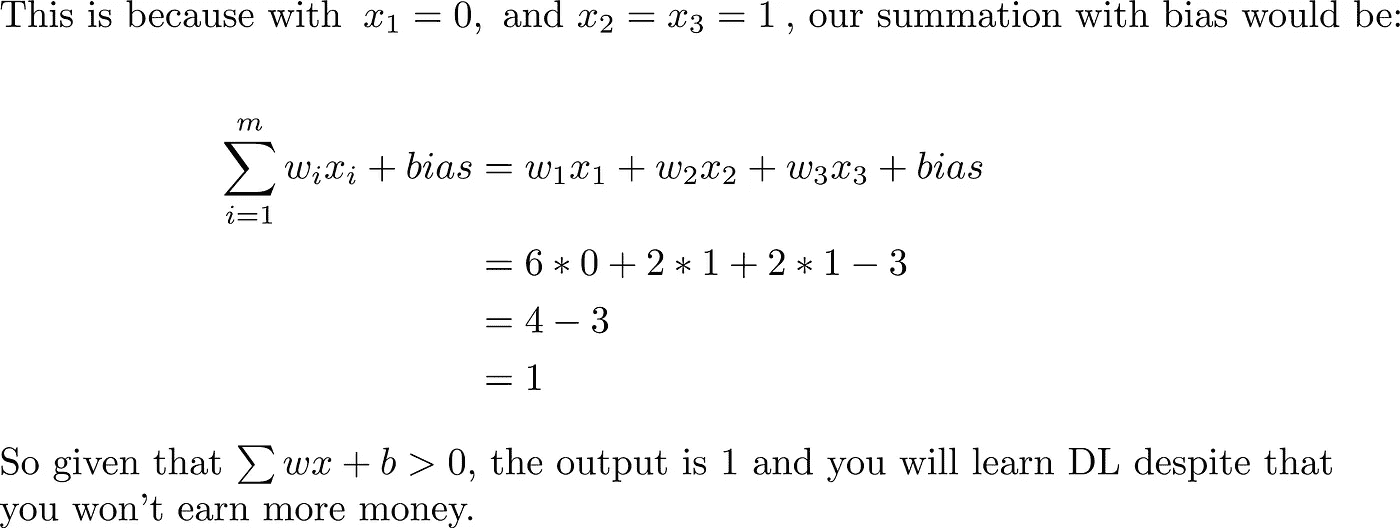 This is because with x₁ = 0, and x₂ = x₃ = 1 , our summation with bias would be:
∑ᵢ₌₁ᵐ wᵢxᵢ + bias = w₁x₁ + w₂x₂ + w₃x₃ + bias
= 6 ∗ 0 + 2 ∗ 1 + 2 ∗ 1 − 3
= 4 − 3
= 1
So given that ∑ wx + b > 0, the output is 1 and you will learn DL despite that
you won't earn more money.